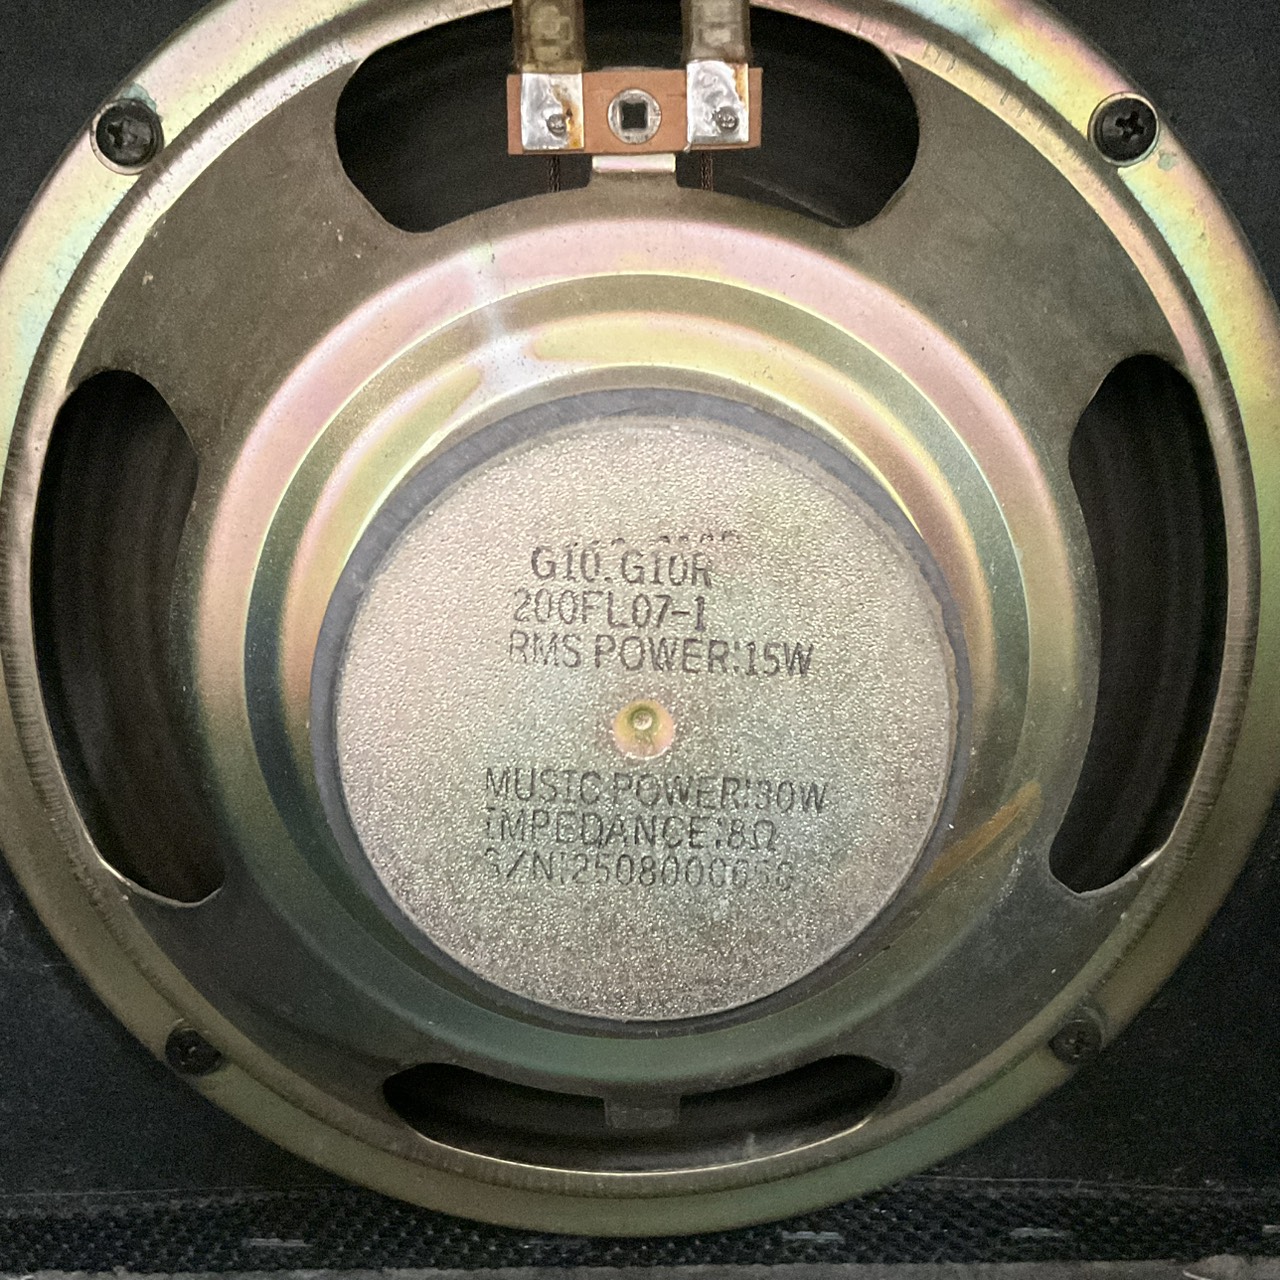 G10.G10R
200FL07-1
RMS POWER:15W
MUSIC POWER:30W
IMPEDANCE:8Ω